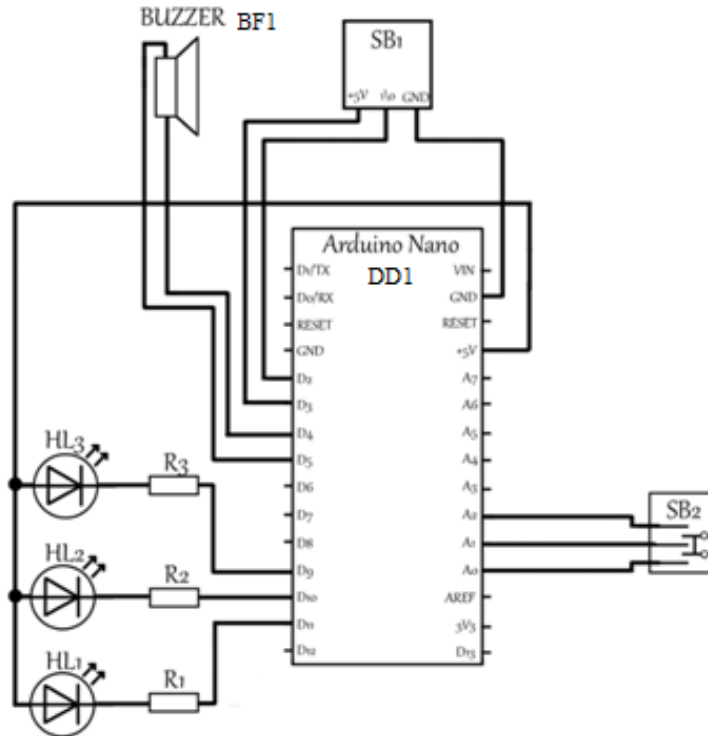 BUZZER BF1
SB1
+5V I\O GND
Arduino Nano
DD1
D1/TX
D0/RX
RESET
GND
D2
D3
D4
D5
D6
D7
D8
D9
D10
D11
D12
VIN
GND
RESET
+5V
A7
A6
A5
A4
A3
A2
A1
A0
AREF
3V3
D13
HL3
R3
HL2
R2
HL1
R1
SB2